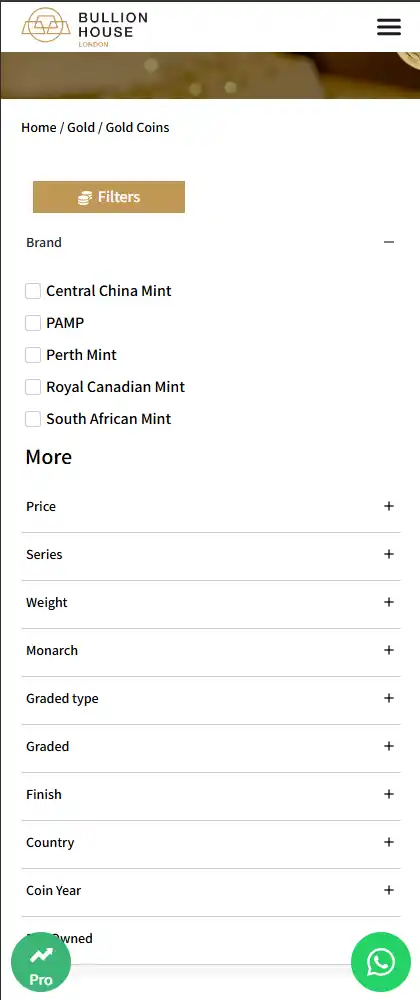 BULLION
HOUSE
LONDON
Home / Gold / Gold Coins
Filters
Brand
Central China Mint
PAMP
Perth Mint
Royal Canadian Mint
South African Mint
More
Price
Series
Weight
Monarch
Graded type
Graded
Finish
Country
Coin Year
Owned
Pro